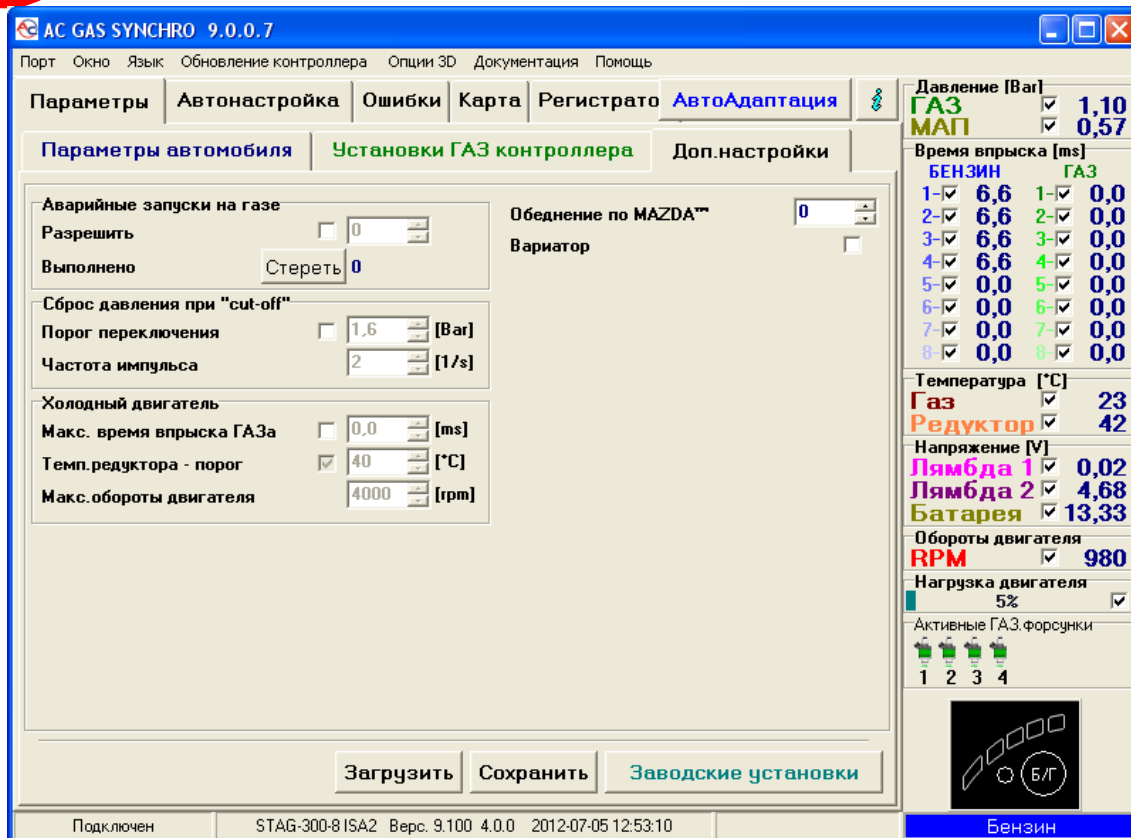 AC GAS SYNCHRO 9.0.0.7
Порт Окно Язык Обновление контроллера Опции 3D Документация Помощь
Параметры Автонастройка Ошибки Карта Регистрато АвтоАдаптация i
Параметры автомобиля Установки ГАЗ контроллера Доп.настройки
Аварийные запуски на газе
Разрешить 0
Выполнено Стереть 0
Сброс давления при "cut-off"
Порог переключения 1,6 [Bar]
Частота импульса 2 [1/s]
Холодный двигатель
Макс. время впрыска ГАЗа 0,0 [ms]
Темп.редуктора - порог 40 [°C]
Макс.обороты двигателя 4000 [rpm]
Обеднение по MAZDA™ 0
Вариатор
Загрузить Сохранить Заводские установки
Давление [Bar]
ГАЗ 1,10
МАП 0,57
Время впрыска [ms]
БЕНЗИН ГАЗ
1- 6,6 1- 0,0
2- 6,6 2- 0,0
3- 6,6 3- 0,0
4- 6,6 4- 0,0
5- 0,0 5- 0,0
6- 0,0 6- 0,0
7- 0,0 7- 0,0
8- 0,0 8- 0,0
Температура [°C]
Газ 23
Редуктор 42
Напряжение [V]
Лямбда 1 0,02
Лямбда 2 4,68
Батарея 13,33
Обороты двигателя
RPM 980
Нагрузка двигателя
5%
Активные ГАЗ.форсунки
1 2 3 4
Б/Г
Подключен STAG-300-8 ISA2 Верс. 9.100 4.0.0 2012-07-05 12:53:10 Бензин